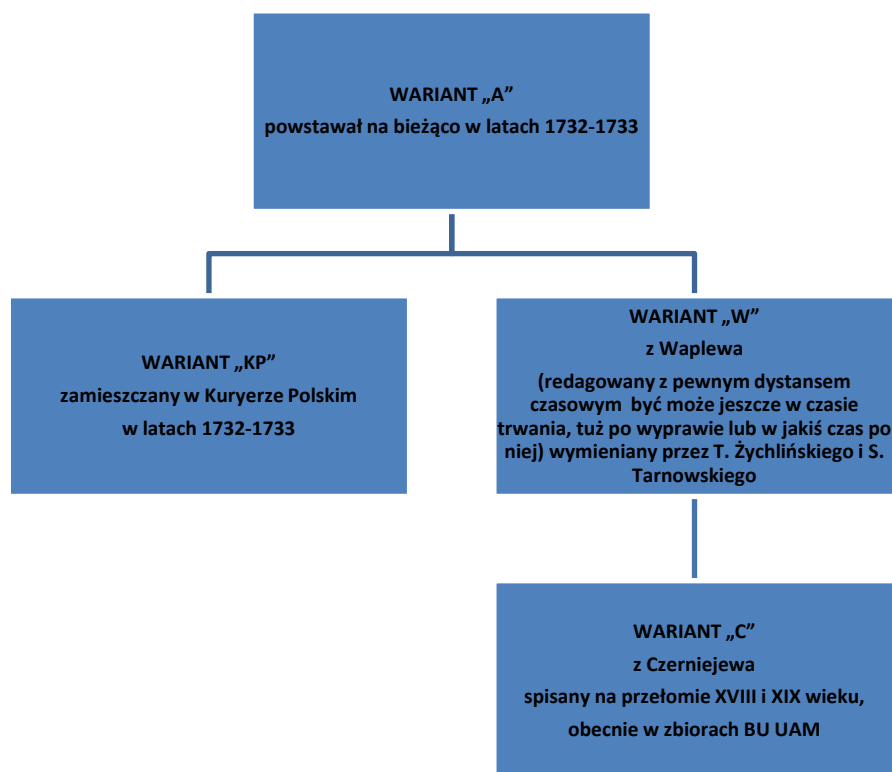 WARIANT „A”
powstawał na bieżąco w latach 1732-1733
WARIANT „KP”
zamieszczany w Kuryerze Polskim
w latach 1732-1733
WARIANT „W”
z Waplewa
(redagowany z pewnym dystansem
czasowym być może jeszcze w czasie
trwania, tuż po wyprawie lub w jakiś czas po
niej) wymieniany przez T. Żychlińskiego i S.
Tarnowskiego
WARIANT „C”
z Czerniejewa
spisany na przełomie XVIII i XIX wieku,
obecnie w zbiorach BU UAM